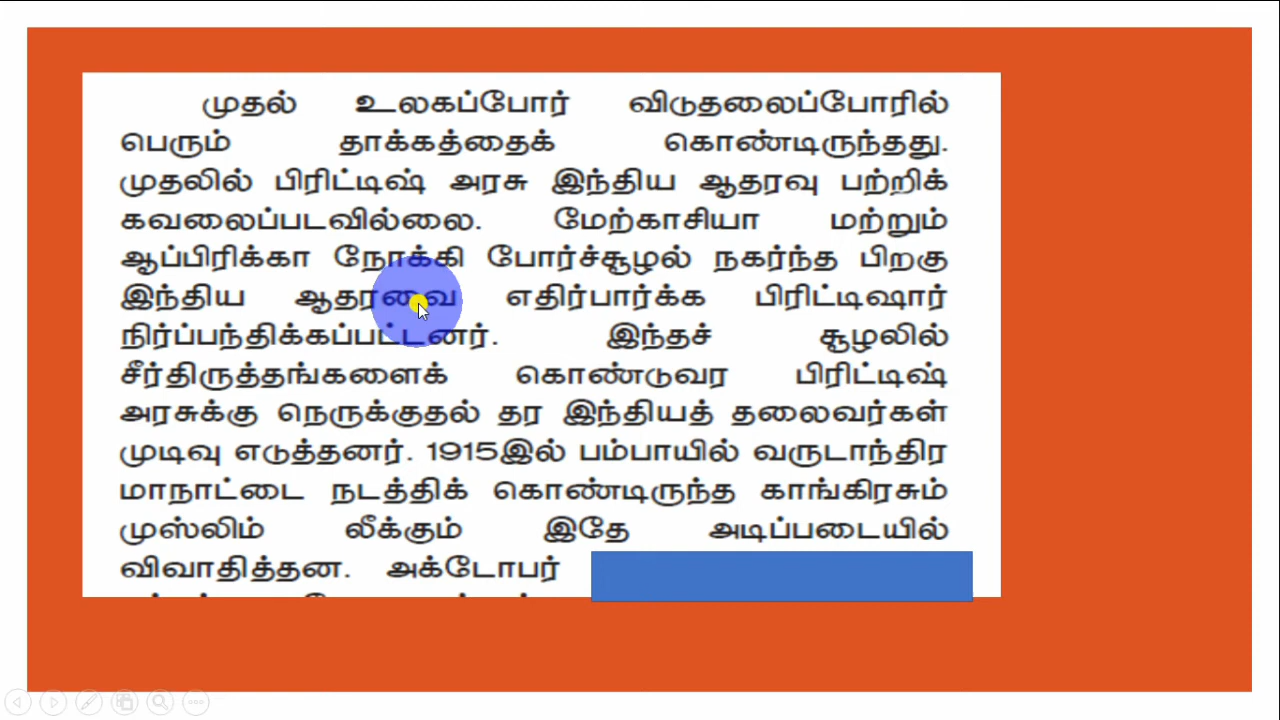 முதல் உலகப்போர் விடுதலைப்போரில்
பெரும் தாக்கத்தைக் கொண்டிருந்தது.
முதலில் பிரிட்டிஷ் அரசு இந்திய ஆதரவு பற்றிக்
கவலைப்படவில்லை. மேற்காசியா மற்றும்
ஆப்பிரிக்கா நோக்கி போர்ச்சூழல் நகர்ந்த பிறகு
இந்திய ஆதரவை எதிர்பார்க்க பிரிட்டிஷார்
நிர்ப்பந்திக்கப்பட்டனர். இந்தச் சூழலில்
சீர்திருத்தங்களைக் கொண்டுவர பிரிட்டிஷ்
அரசுக்கு நெருக்குதல் தர இந்தியத் தலைவர்கள்
முடிவு எடுத்தனர். 1915இல் பம்பாயில் வருடாந்திர
மாநாட்டை நடத்திக் கொண்டிருந்த காங்கிரசும்
முஸ்லிம் லீக்கும் இதே அடிப்படையில்
விவாதித்தன. அக்டோபர்